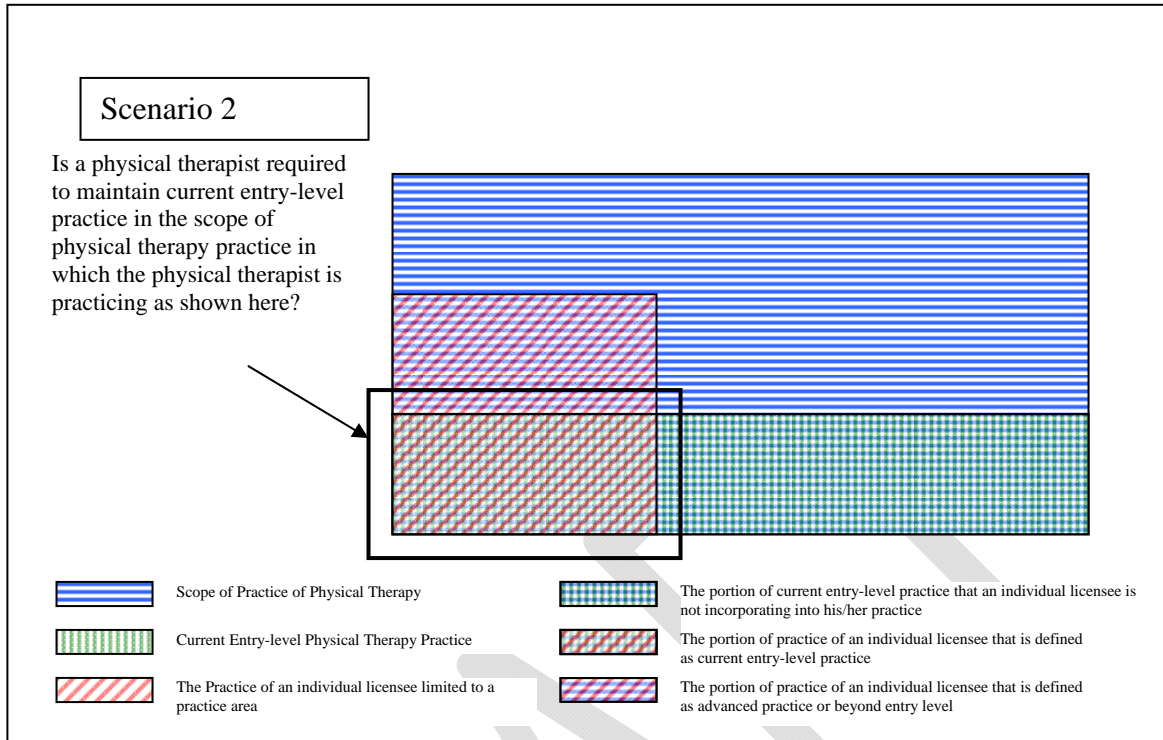 Scenario 2
Is a physical therapist required
to maintain current entry-level
practice in the scope of
physical therapy practice in
which the physical therapist is
practicing as shown here?
Scope of Practice of Physical Therapy
Current Entry-level Physical Therapy Practice
The Practice of an individual licensee limited to a
practice area
The portion of current entry-level practice that an individual licensee is
not incorporating into his/her practice
The portion of practice of an individual licensee that is defined
as current entry-level practice
The portion of practice of an individual licensee that is defined
as advanced practice or beyond entry level